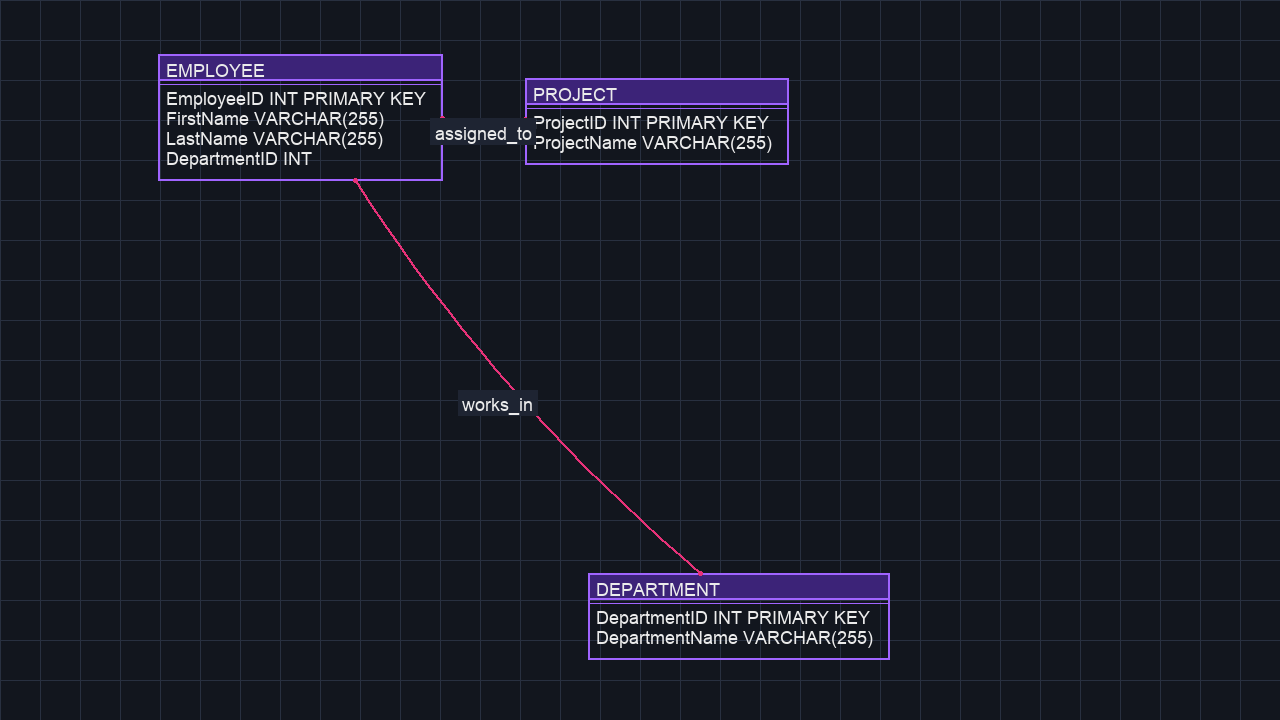 EMPLOYEE
EmployeeID INT PRIMARY KEY
FirstName VARCHAR(255)
LastName VARCHAR(255)
DepartmentID INT
assigned_to
PROJECT
ProjectID INT PRIMARY KEY
ProjectName VARCHAR(255)
works_in
DEPARTMENT
DepartmentID INT PRIMARY KEY
DepartmentName VARCHAR(255)